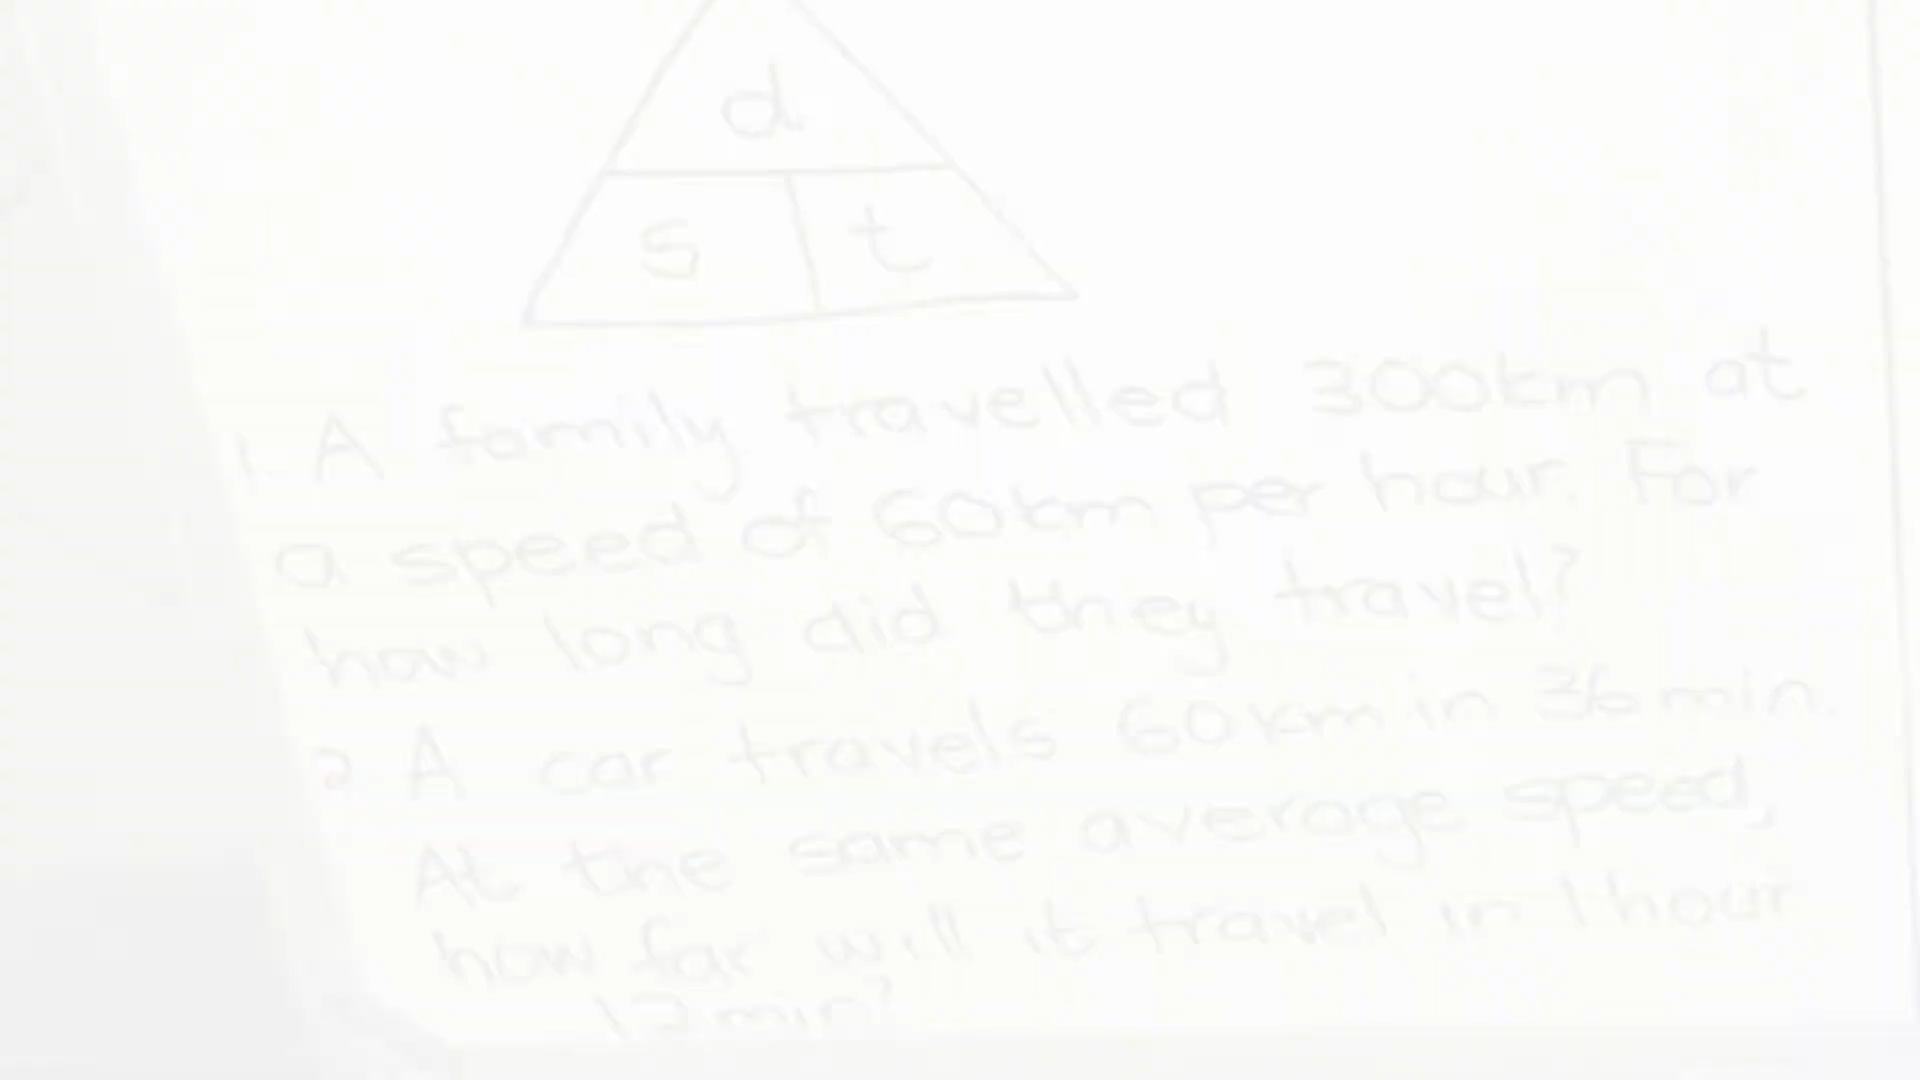 d
s t
1. A family travelled 300km at
a speed of 60km per hour. For
how long did they travel?
2. A car travels 60km in 36 min.
At the same average speed,
how far will it travel in 1 hour
12 min?